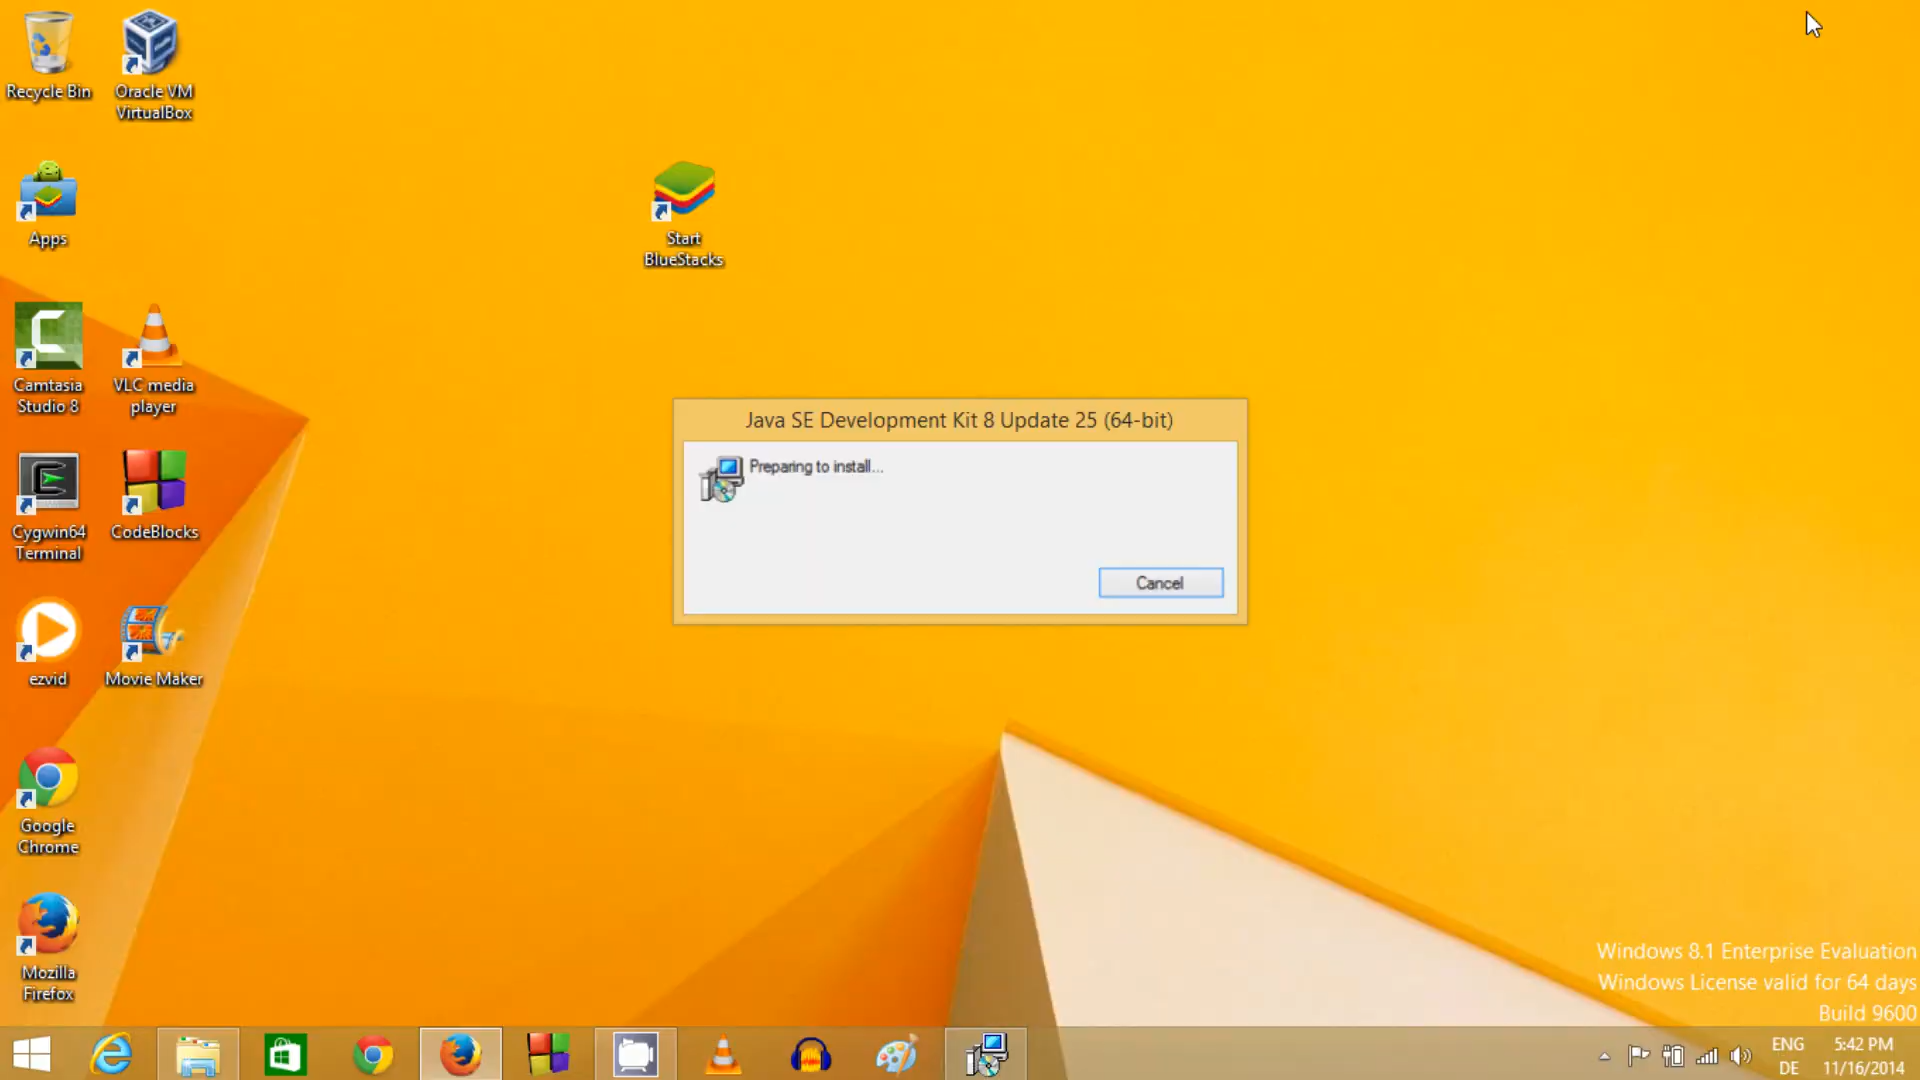 Recycle Bin
Oracle VM
VirtualBox
Apps
Start
BlueStacks
Camtasia
Studio 8
VLC media
player
Java SE Development Kit 8 Update 25 (64-bit)
Preparing to install...
Cancel
Cygwin64
Terminal
CodeBlocks
ezvid
Movie Maker
Google
Chrome
Mozilla
Firefox
Windows 8.1 Enterprise Evaluation
Windows License valid for 64 days
Build 9600
ENG
DE
5:42 PM
11/16/2014